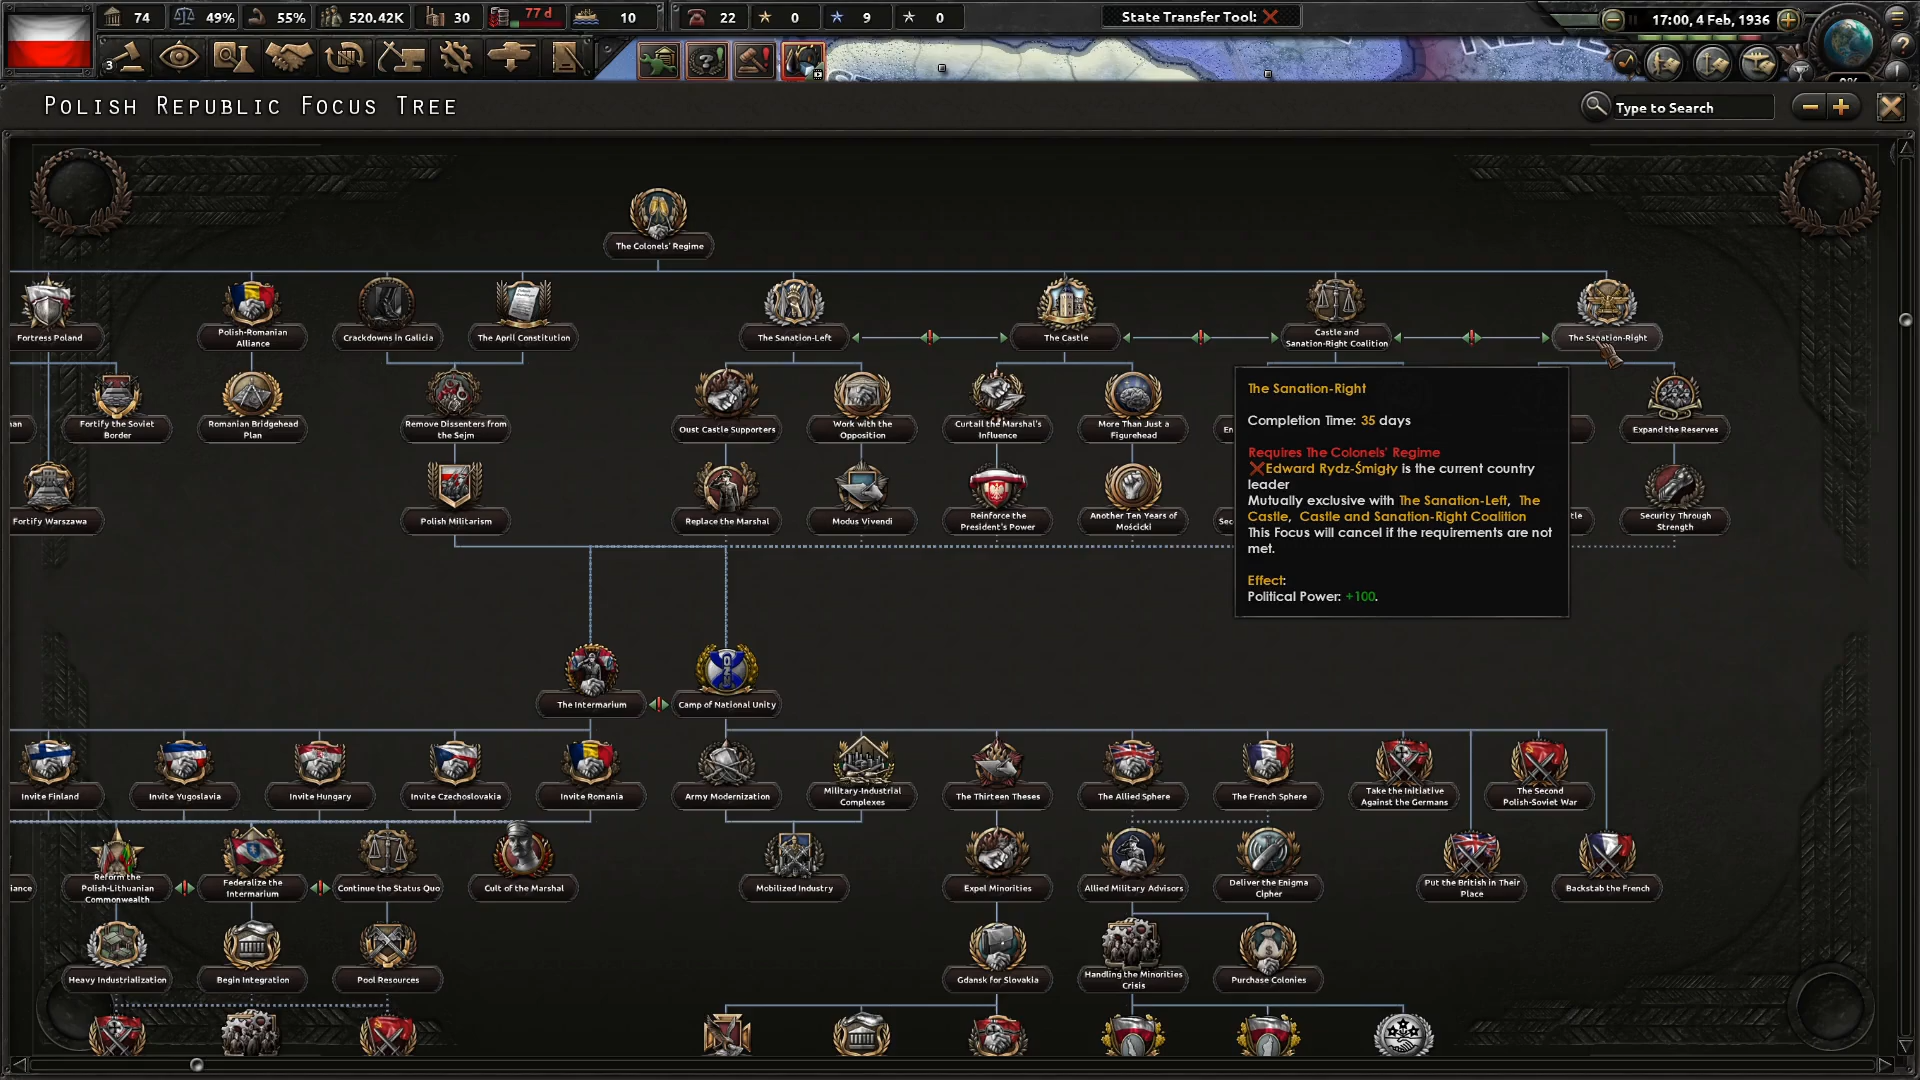 74
49%
55%
520.42K
30
77 d
10
22
0
9
0
State Transfer Tool:
17:00, 4 Feb, 1936
3
Polish Republic Focus Tree
Type to Search
The Colonels' Regime
Fortress Poland
Polish-Romanian
Alliance
Crackdowns in Galicia
The April Constitution
The Sanation-Left
The Castle
Castle and
Sanation-Right Coalition
The Sanation-Right
Fortify the Soviet
Border
Romanian Bridgehead
Plan
Remove Dissenters from
the Sejm
Oust Castle Supporters
Work with the
Opposition
Curtail the Marshal's
Influence
More Than Just a
Figurehead
Expand the Reserves
Fortify Warszawa
Polish Militarism
Replace the Marshal
Modus Vivendi
Reinforce the
President's Power
Another Ten Years of
Mościcki
Security Through
Strength
The Sanation-Right
Completion Time: 35 days
Requires The Colonels' Regime
Edward Rydz-Śmigły is the current country
leader
Mutually exclusive with The Sanation-Left, The
Castle, Castle and Sanation-Right Coalition
This Focus will cancel if the requirements are not
met.
Effect:
Political Power: +100.
The Intermarium
Camp of National Unity
Invite Finland
Invite Yugoslavia
Invite Hungary
Invite Czechoslovakia
Invite Romania
Army Modernization
Military-Industrial
Complexes
The Thirteen Theses
The Allied Sphere
The French Sphere
Take the Initiative
Against the Germans
The Second
Polish-Soviet War
Reform the
Polish-Lithuanian
Commonwealth
Federalize the
Intermarium
Continue the Status Quo
Cult of the Marshal
Mobilized Industry
Expel Minorities
Allied Military Advisors
Deliver the Enigma
Cipher
Put the British in Their
Place
Backstab the French
Heavy Industrialization
Begin Integration
Pool Resources
Gdansk for Slovakia
Handling the Minorities
Crisis
Purchase Colonies